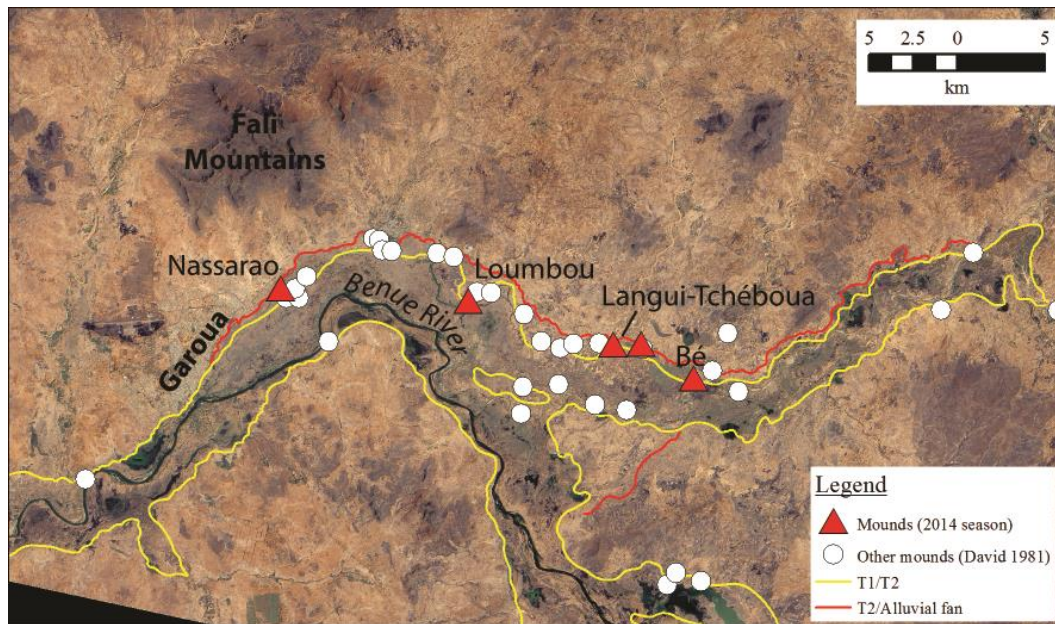 5 2.5 0 5
km
Fali
Mountains
Nassarao
Loumbou
Benue River
Langui-Tchéboua
Garoua
Bé
Legend
Mounds (2014 season)
Other mounds (David 1981)
T1/T2
T2/Alluvial fan